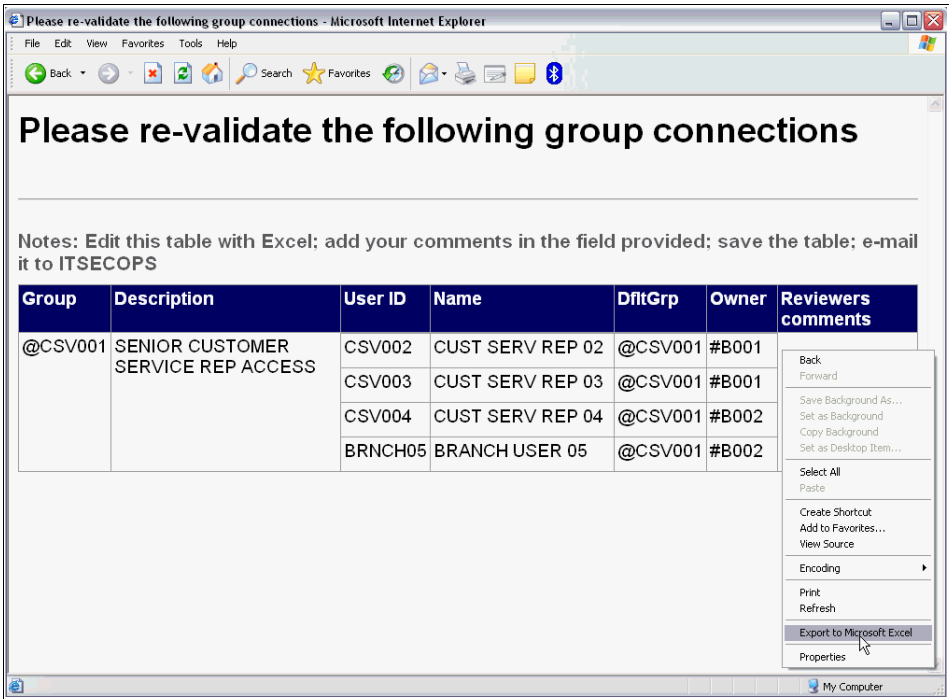 Please re-validate the following group connections - Microsoft Internet Explorer
File Edit View Favorites Tools Help
Back Search Favorites
Please re-validate the following group connections
Notes: Edit this table with Excel; add your comments in the field provided; save the table; e-mail
it to ITSECOPS
Group Description User ID Name DfltGrp Owner Reviewers
comments
@CSV001 SENIOR CUSTOMER CSV002 CUST SERV REP 02 @CSV001 #B001
SERVICE REP ACCESS
CSV003 CUST SERV REP 03 @CSV001 #B001
CSV004 CUST SERV REP 04 @CSV001 #B002
BRNCH05 BRANCH USER 05 @CSV001 #B002
Back
Forward
Save Background As...
Set as Background
Copy Background
Set as Desktop Item...
Select All
Paste
Create Shortcut
Add to Favorites...
View Source
Encoding
Print
Refresh
Export to Microsoft Excel
Properties
My Computer